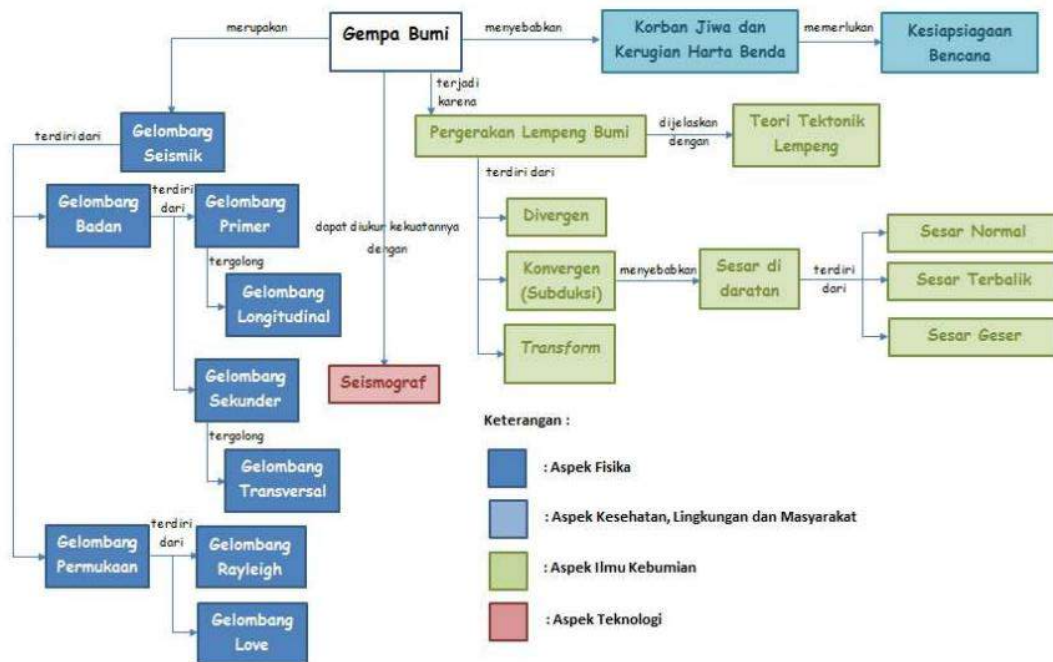 merupakan
Gempa Bumi
menyebabkan
Korban Jiwa dan
Kerugian Harta Benda
memerlukan
Kesiapsiagaan
Bencana
terjadi
karena
terdiri dari
Gelombang
Seismik
Pergerakan Lempeng Bumi
dijelaskan
dengan
Teori Tektonik
Lempeng
terdiri dari
Gelombang
Badan
terdiri
dari
Gelombang
Primer
dapat diukur kekuatannya
dengan
Divergen
tergolong
Gelombang
Longitudinal
Konvergen
(Subduksi)
menyebabkan
Sesar di
daratan
terdiri
dari
Sesar Normal
Sesar Terbalik
Sesar Geser
Transform
Gelombang
Sekunder
Seismograf
tergolong
Gelombang
Transversal
Gelombang
Permukaan
terdiri
dari
Gelombang
Rayleigh
Gelombang
Love
Keterangan :
: Aspek Fisika
: Aspek Kesehatan, Lingkungan dan Masyarakat
: Aspek Ilmu Kebumian
: Aspek Teknologi